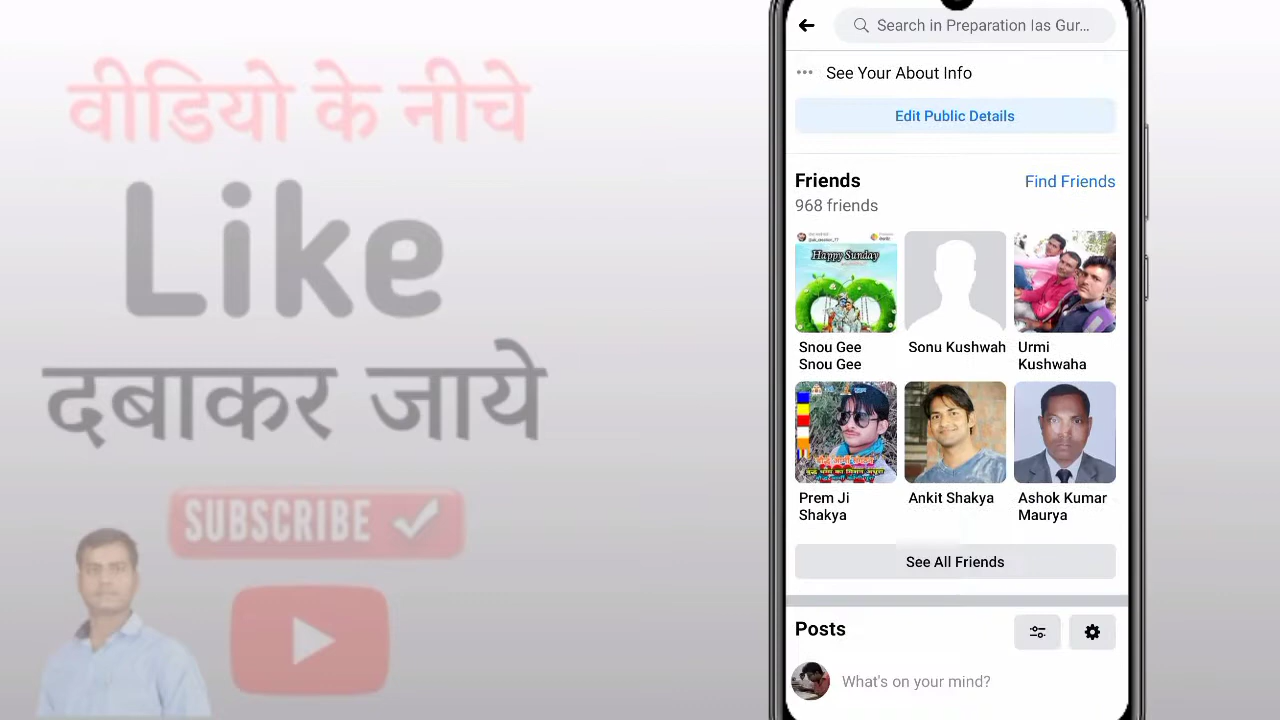 वीडियो के नीचे
Like
दबाकर जाये
SUBSCRIBE
Search in Preparation Ias Gur...
See Your About Info
Edit Public Details
Friends
Find Friends
968 friends
Happy Sunday
Snou Gee
Snou Gee
Sonu Kushwah
Urmi
Kushwaha
Prem Ji
Shakya
Ankit Shakya
Ashok Kumar
Maurya
See All Friends
Posts
What's on your mind?